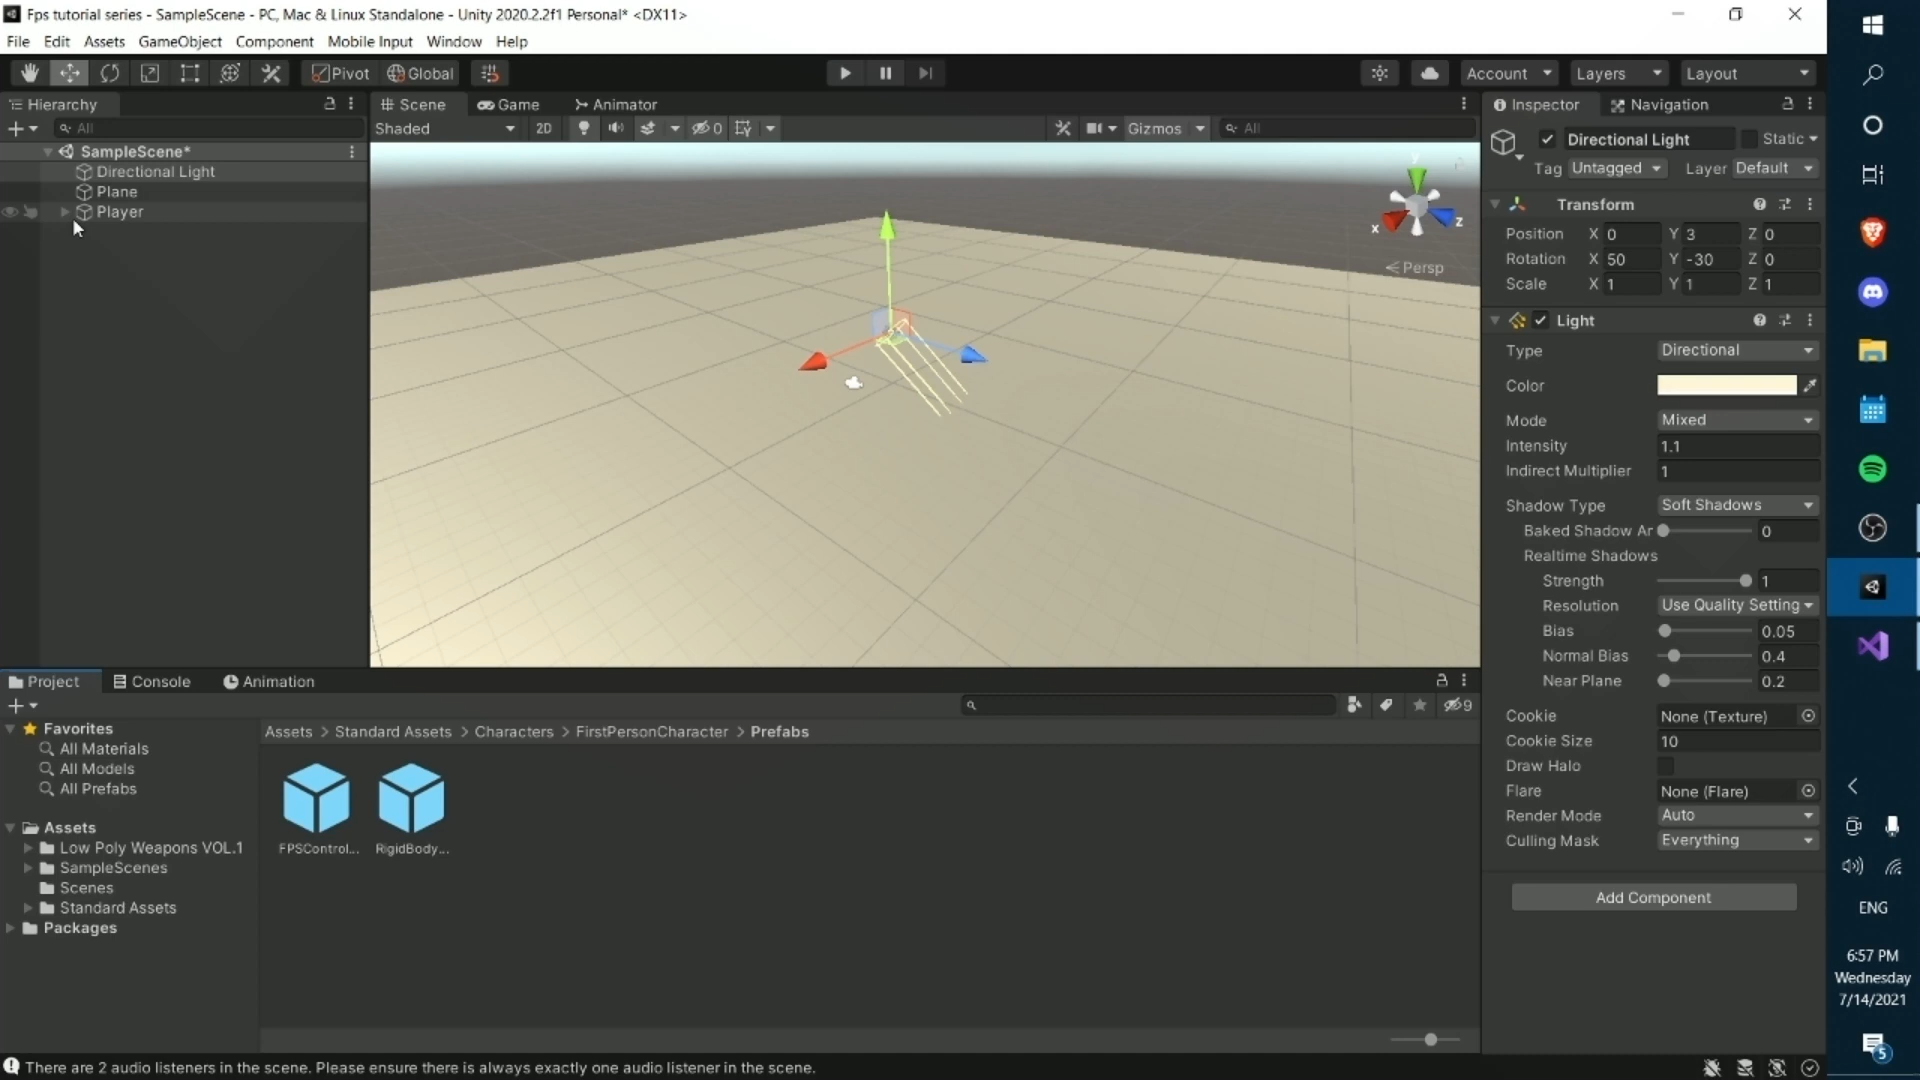 Fps tutorial series - SampleScene - PC, Mac & Linux Standalone - Unity 2020.2.2f1 Personal* <DX11>
File Edit Assets GameObject Component Mobile Input Window Help
Pivot Global Account Layers Layout
Hierarchy
All
SampleScene*
Directional Light
Plane
Player
Scene Game Animator
Shaded 2D 0 Gizmos All
y
x
z
Persp
Inspector Navigation
Directional Light Static
Tag Untagged Layer Default
Transform
Position X 0 Y 3 Z 0
Rotation X 50 Y -30 Z 0
Scale X 1 Y 1 Z 1
Light
Type Directional
Color
Mode Mixed
Intensity 1.1
Indirect Multiplier 1
Shadow Type Soft Shadows
Baked Shadow Ar 0
Realtime Shadows
Strength 1
Resolution Use Quality Setting
Bias 0.05
Normal Bias 0.4
Near Plane 0.2
Cookie None (Texture)
Cookie Size 10
Draw Halo
Flare None (Flare)
Render Mode Auto
Culling Mask Everything
Add Component
Project Console Animation
9
Favorites
All Materials
All Models
All Prefabs
Assets
Low Poly Weapons VOL.1
SampleScenes
Scenes
Standard Assets
Packages
Assets > Standard Assets > Characters > FirstPersonCharacter > Prefabs
FPSControl... RigidBody...
There are 2 audio listeners in the scene. Please ensure there is always exactly one audio listener in the scene.
ENG
6:57 PM
Wednesday
7/14/2021
5